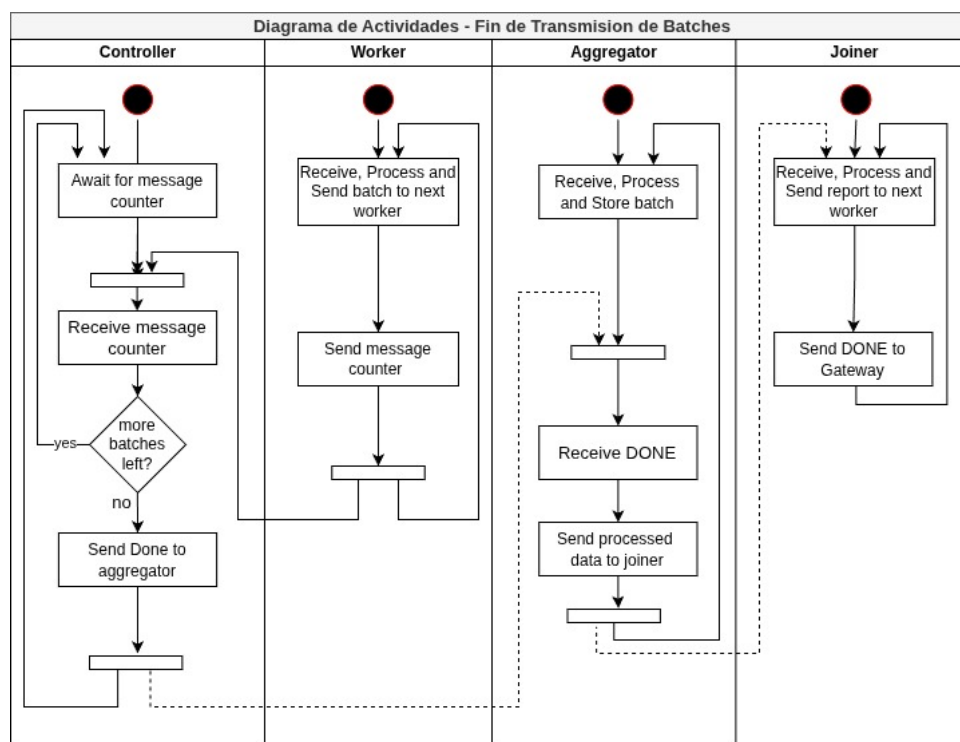 Diagrama de Actividades - Fin de Transmision de Batches
Controller
Worker
Aggregator
Joiner
Await for message
counter
Receive message
counter
more
batches
left?
yes
no
Send Done to
aggregator
Receive, Process and
Send batch to next
worker
Send message
counter
Receive, Process
and Store batch
Receive DONE
Send processed
data to joiner
Receive, Process and
Send report to next
worker
Send DONE to
Gateway